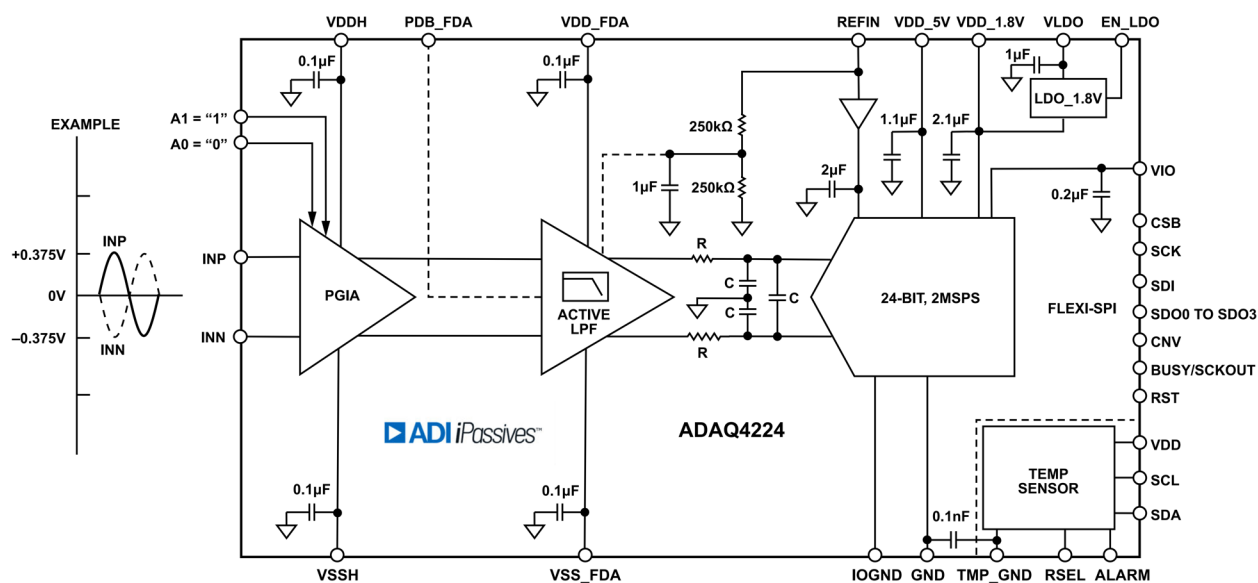 VDDH PDB_FDA VDD_FDA REFIN VDD_5V VDD_1.8V VLDO EN_LDO
0.1µF
0.1µF
1µF
LDO_1.8V
EXAMPLE
A1 = “1”
A0 = “0”
250kΩ
1.1µF
2.1µF
1µF
250kΩ
2µF
0.2µF
VIO
CSB
SCK
SDI
SDO0 TO SDO3
CNV
BUSY/SCKOUT
RST
FLEXI-SPI
+0.375V
0V
–0.375V
INP
INN
INP
INN
PGIA
ACTIVE
LPF
R
C
C
C
R
24-BIT, 2MSPS
ADI iPassives™
ADAQ4224
TEMP
SENSOR
VDD
SCL
SDA
0.1µF
0.1µF
0.1nF
VSSH VSS_FDA IOGND GND TMP_GND RSEL ALARM